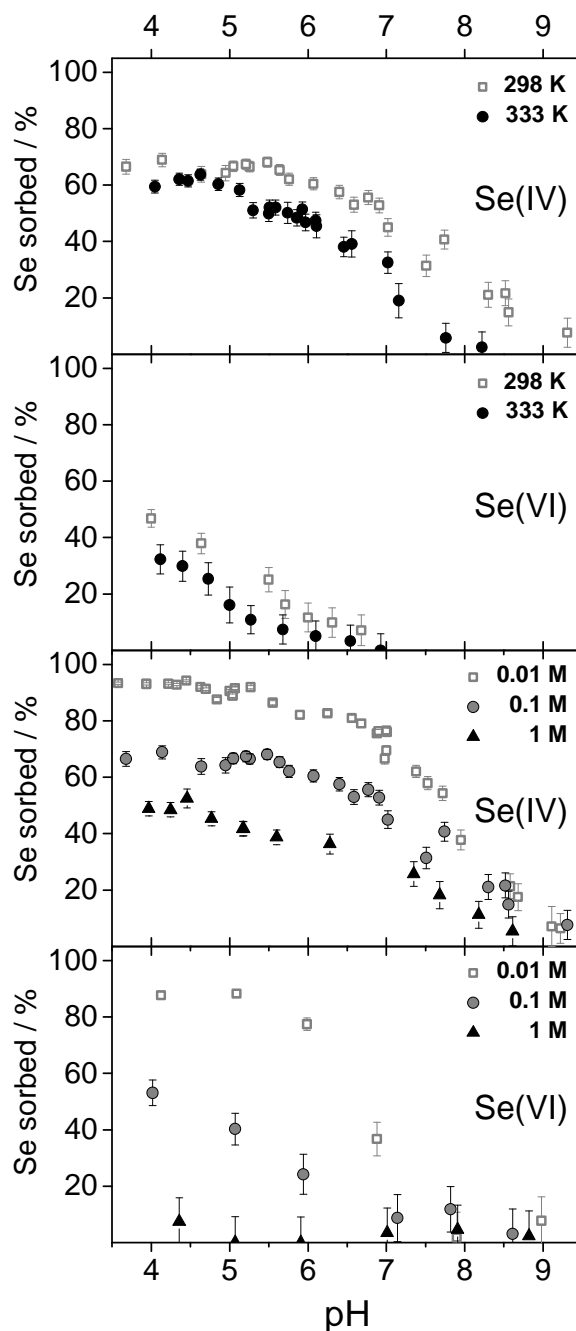 4 5 6 7 8 9
100
80
60
40
20
Se sorbed / %
298 K
333 K
Se(IV)
100
80
60
40
20
Se sorbed / %
298 K
333 K
Se(VI)
100
80
60
40
20
Se sorbed / %
0.01 M
0.1 M
1 M
Se(IV)
100
80
60
40
20
Se sorbed / %
0.01 M
0.1 M
1 M
Se(VI)
4 5 6 7 8 9
pH